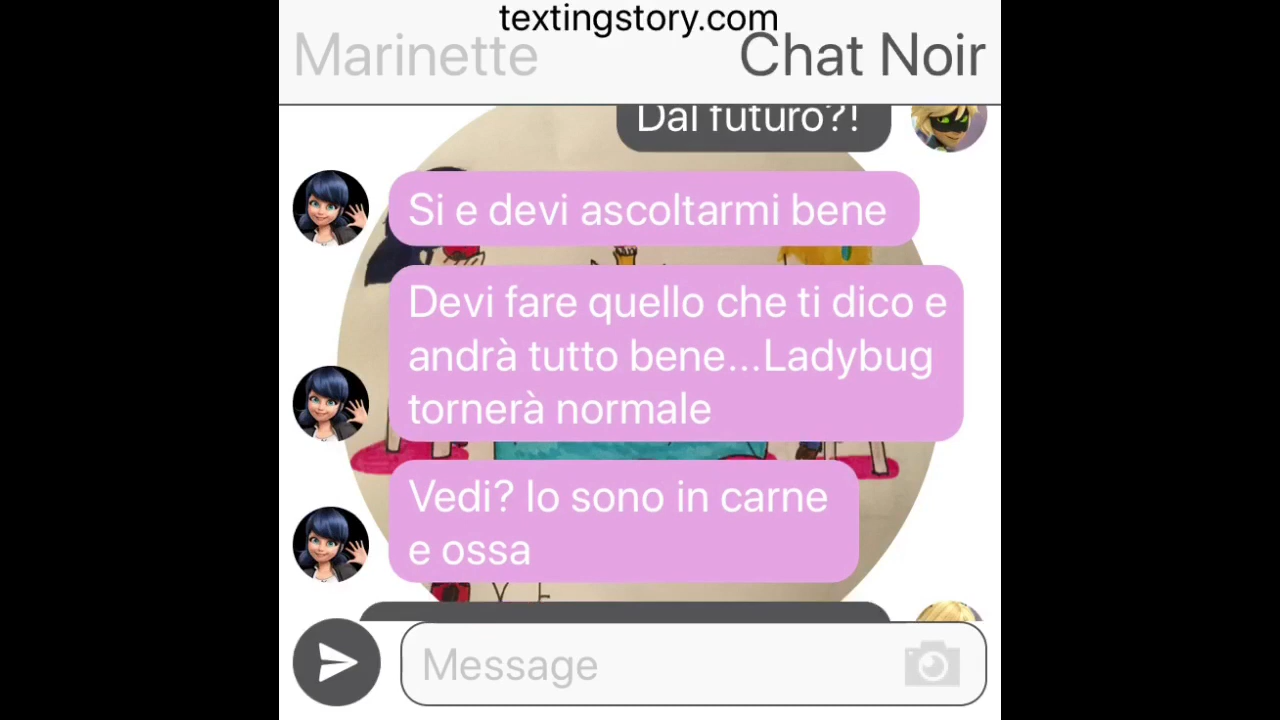 textingstory.com
Marinette
Chat Noir
Dal futuro?!
Si e devi ascoltarmi bene
Devi fare quello che ti dico e
andrà tutto bene...Ladybug
tornerà normale
Vedi? Io sono in carne
e ossa
Message